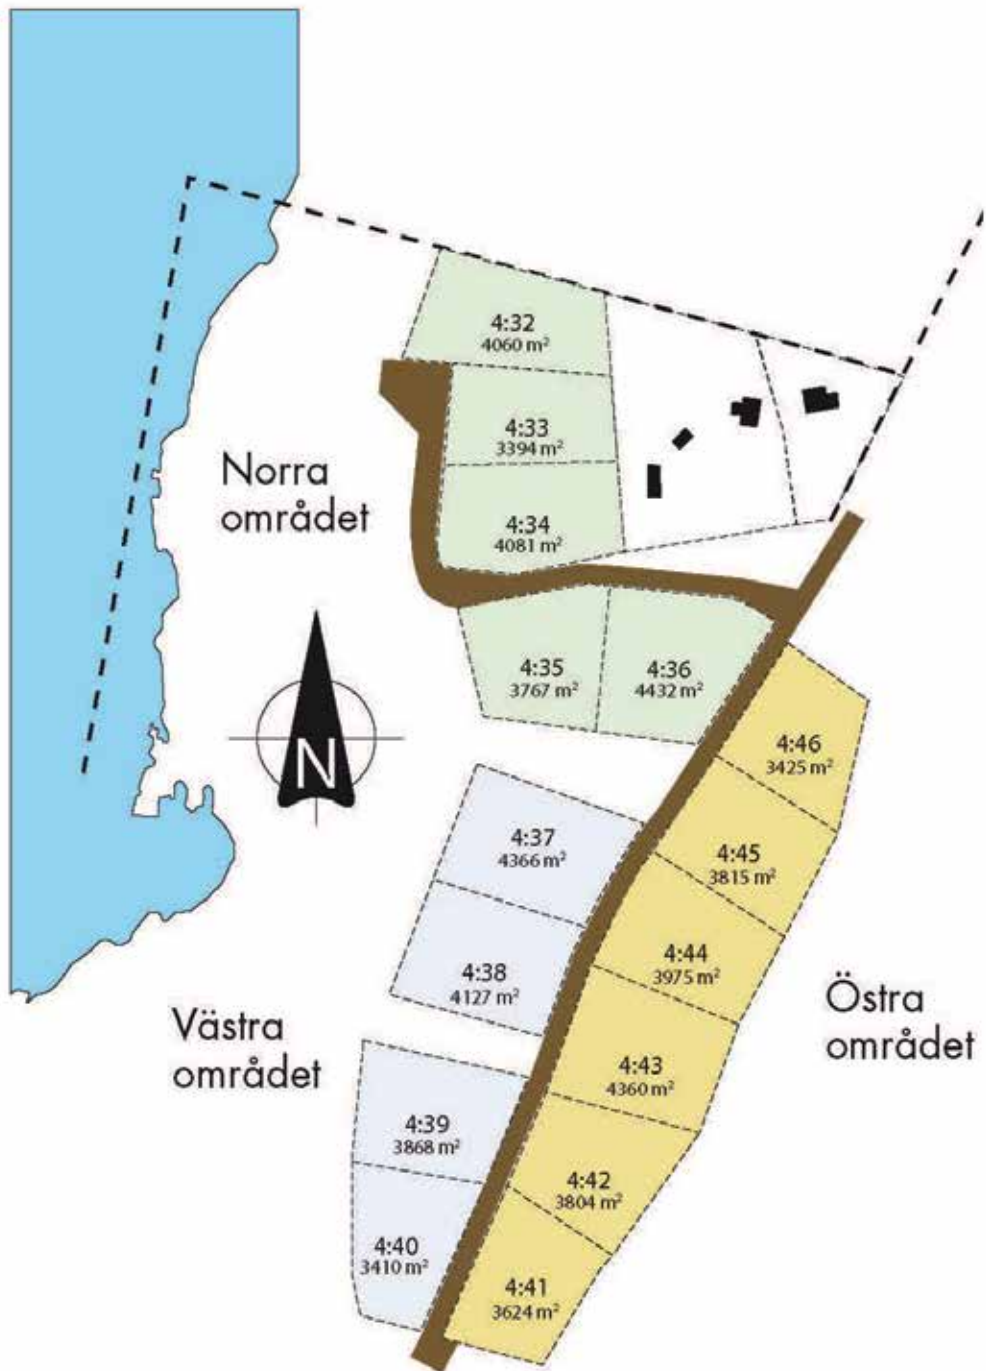 4:32
4060 m²
4:33
3394 m²
4:34
4081 m²
Norra
området
4:35
3767 m²
4:36
4432 m²
N
4:46
3425 m²
4:45
3815 m²
4:44
3975 m²
4:43
4360 m²
4:42
3804 m²
4:41
3624 m²
Östra
området
4:37
4366 m²
4:38
4127 m²
Västra
området
4:39
3868 m²
4:40
3410 m²